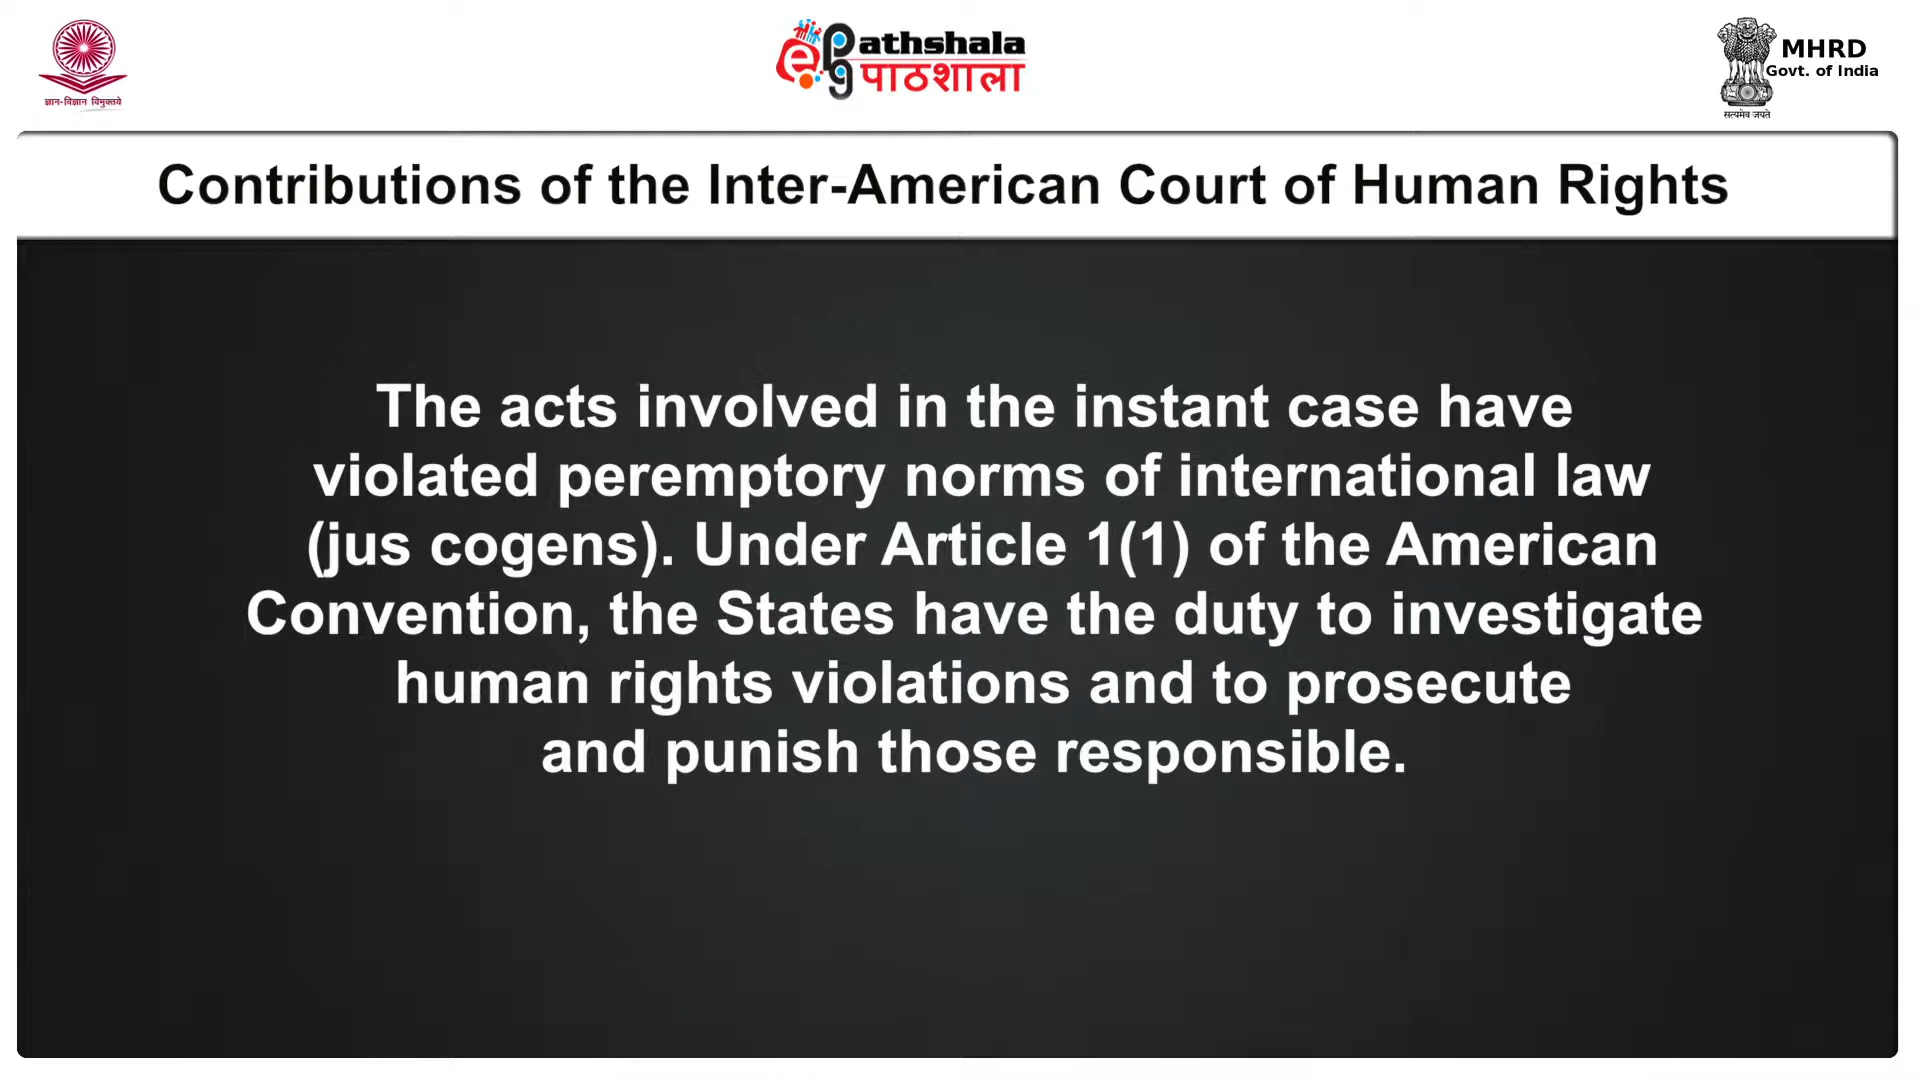 ज्ञान-विज्ञान विमुक्तये
ePG Pathshala
पाठशाला
MHRD
Govt. of India
सत्यमेव जयते
Contributions of the Inter-American Court of Human Rights
The acts involved in the instant case have
violated peremptory norms of international law
(jus cogens). Under Article 1(1) of the American
Convention, the States have the duty to investigate
human rights violations and to prosecute
and punish those responsible.